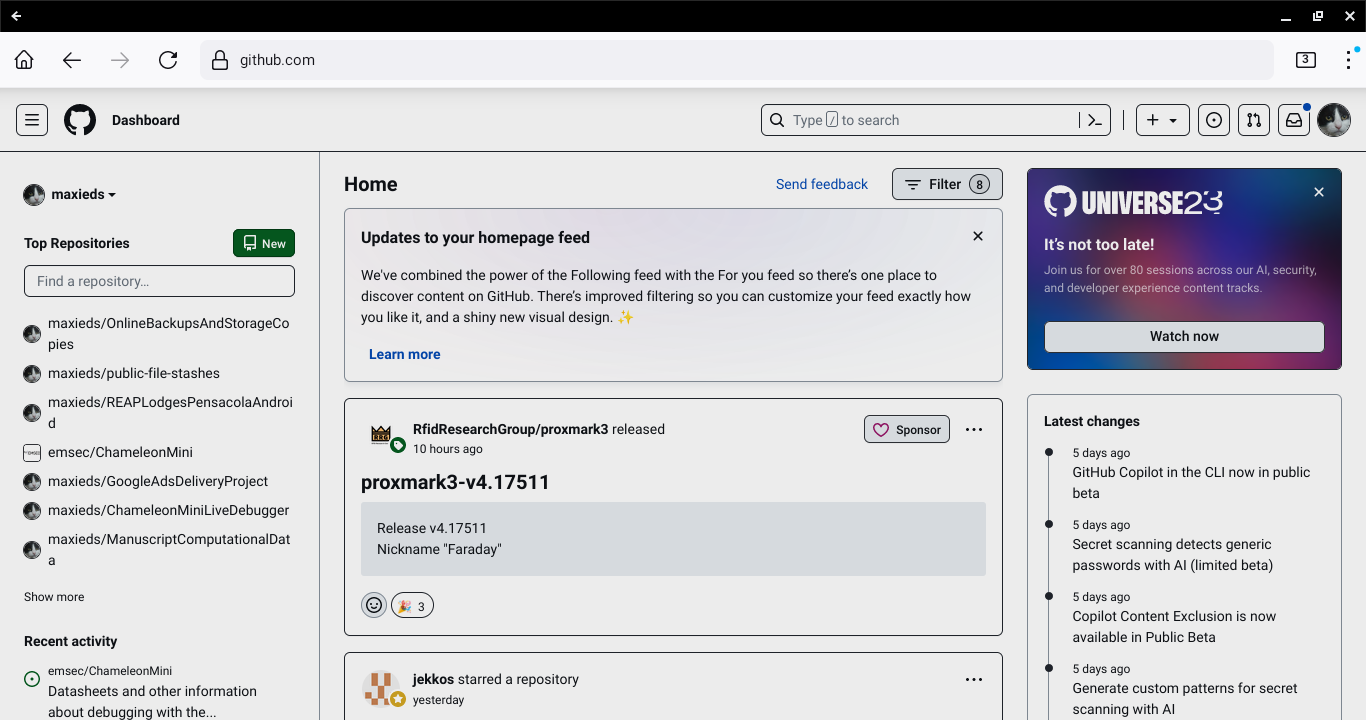 github.com
3
Dashboard
Type / to search
maxieds
Top Repositories
New
Find a repository…
maxieds/OnlineBackupsAndStorageCo
pies
maxieds/public-file-stashes
maxieds/REAPLodgesPensacolaAndroi
d
emsec/ChameleonMini
maxieds/GoogleAdsDeliveryProject
maxieds/ChameleonMiniLiveDebugger
maxieds/ManuscriptComputationalDat
a
Show more
Recent activity
emsec/ChameleonMini
Datasheets and other information
about debugging with the...
Home
Send feedback
Filter 8
Updates to your homepage feed
We've combined the power of the Following feed with the For you feed so there's one place to
discover content on GitHub. There's improved filtering so you can customize your feed exactly how
you like it, and a shiny new visual design. ✨
Learn more
RfidResearchGroup/proxmark3 released
10 hours ago
Sponsor
proxmark3-v4.17511
Release v4.17511
Nickname "Faraday"
🎉 3
jekkos starred a repository
yesterday
UNIVERSE23
It's not too late!
Join us for over 80 sessions across our AI, security,
and developer experience content tracks.
Watch now
Latest changes
5 days ago
GitHub Copilot in the CLI now in public
beta
5 days ago
Secret scanning detects generic
passwords with AI (limited beta)
5 days ago
Copilot Content Exclusion is now
available in Public Beta
5 days ago
Generate custom patterns for secret
scanning with AI